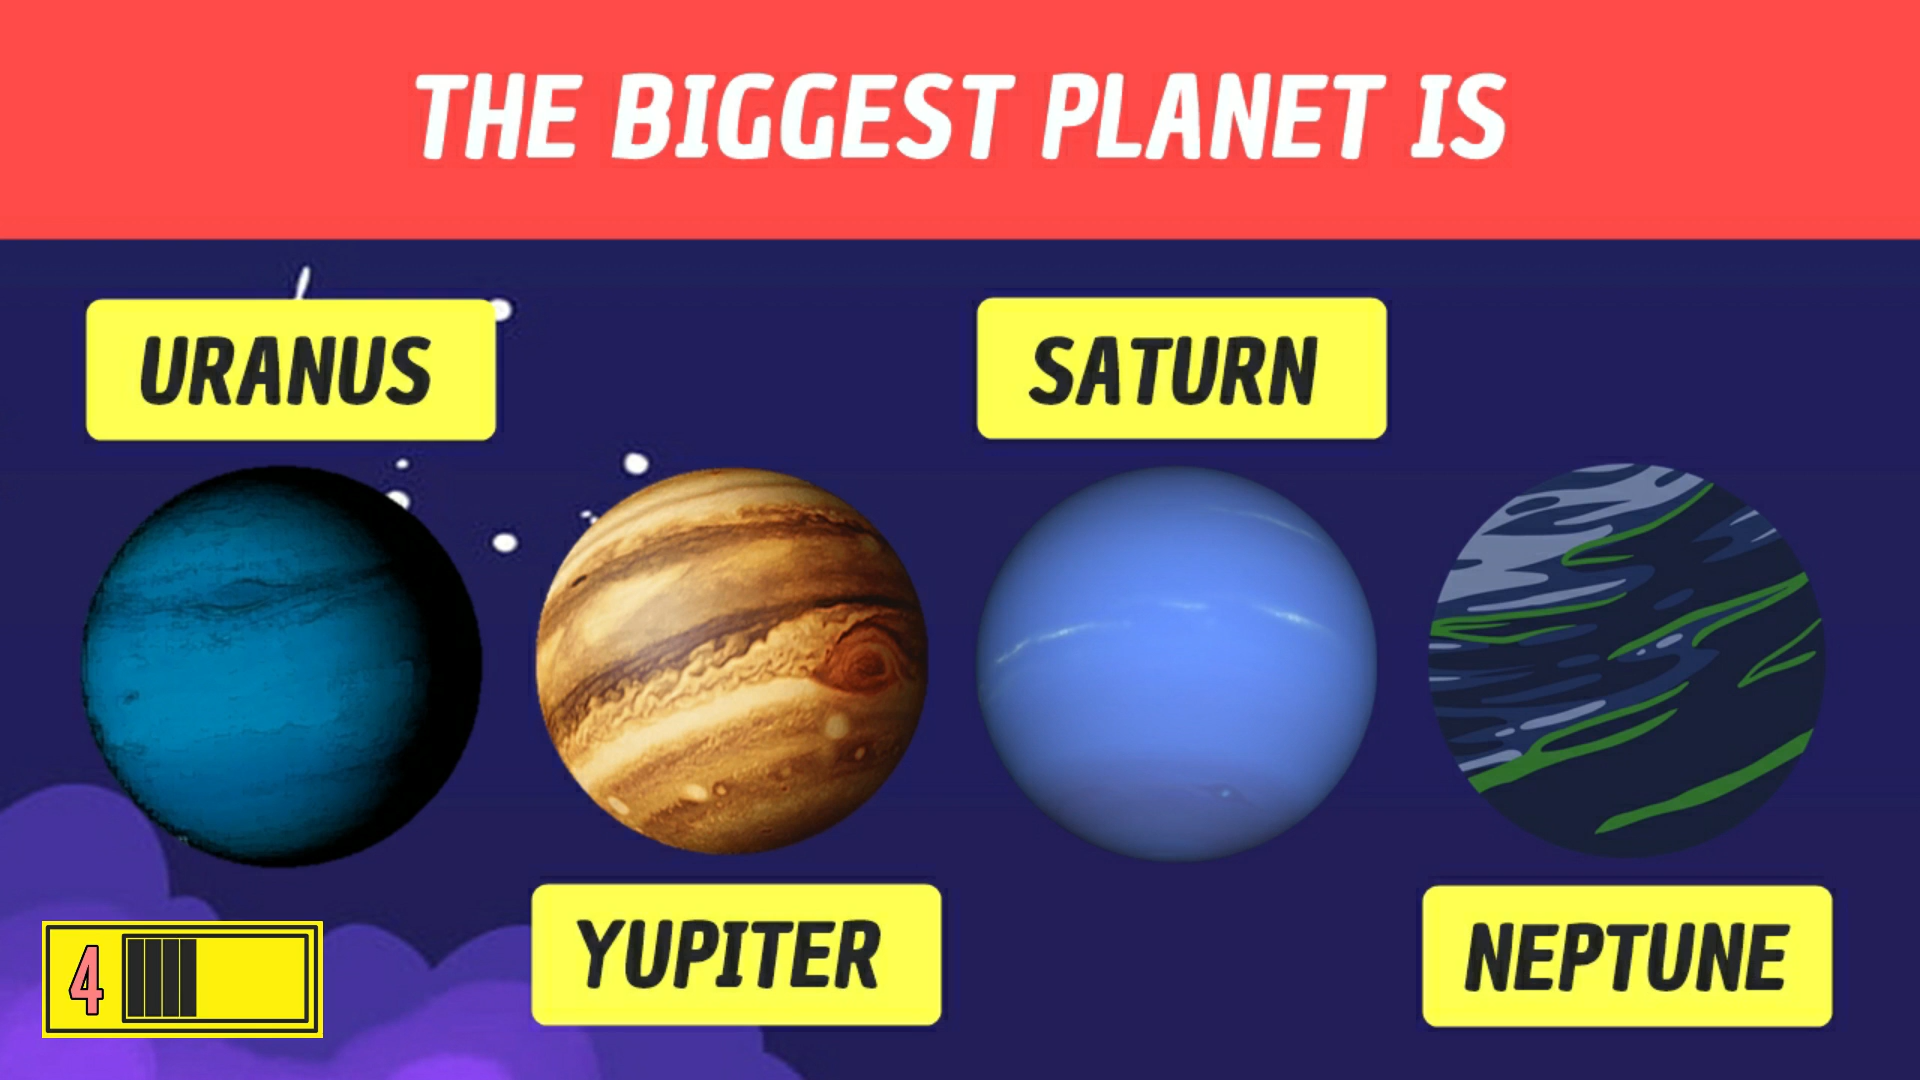 THE BIGGEST PLANET IS
URANUS
SATURN
YUPITER
NEPTUNE
4